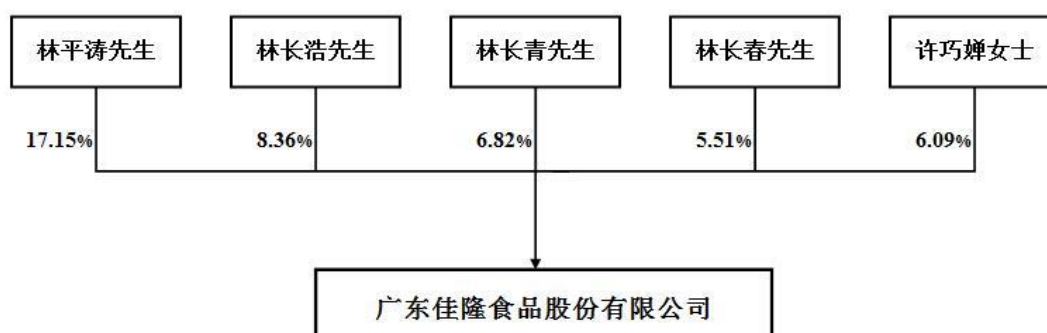 林平涛先生 林长浩先生 林长青先生 林长春先生 许巧婵女士
17.15% 8.36% 6.82% 5.51% 6.09%
广东佳隆食品股份有限公司